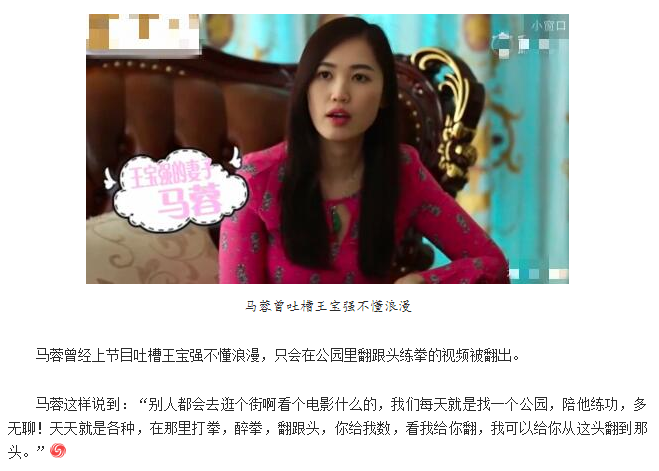 小窗口
王宝强的妻子
马蓉
马蓉曾吐槽王宝强不懂浪漫
马蓉曾经上节目吐槽王宝强不懂浪漫，只会在公园里翻跟头练拳的视频被翻出。
马蓉这样说到：“别人都会去逛个街啊看个电影什么的，我们每天就是找一个公园，陪他练功，多
无聊！天天就是各种，在那里打拳，醉拳，翻跟头，你给我数，看我给你翻，我可以给你从这头翻到那
头。”